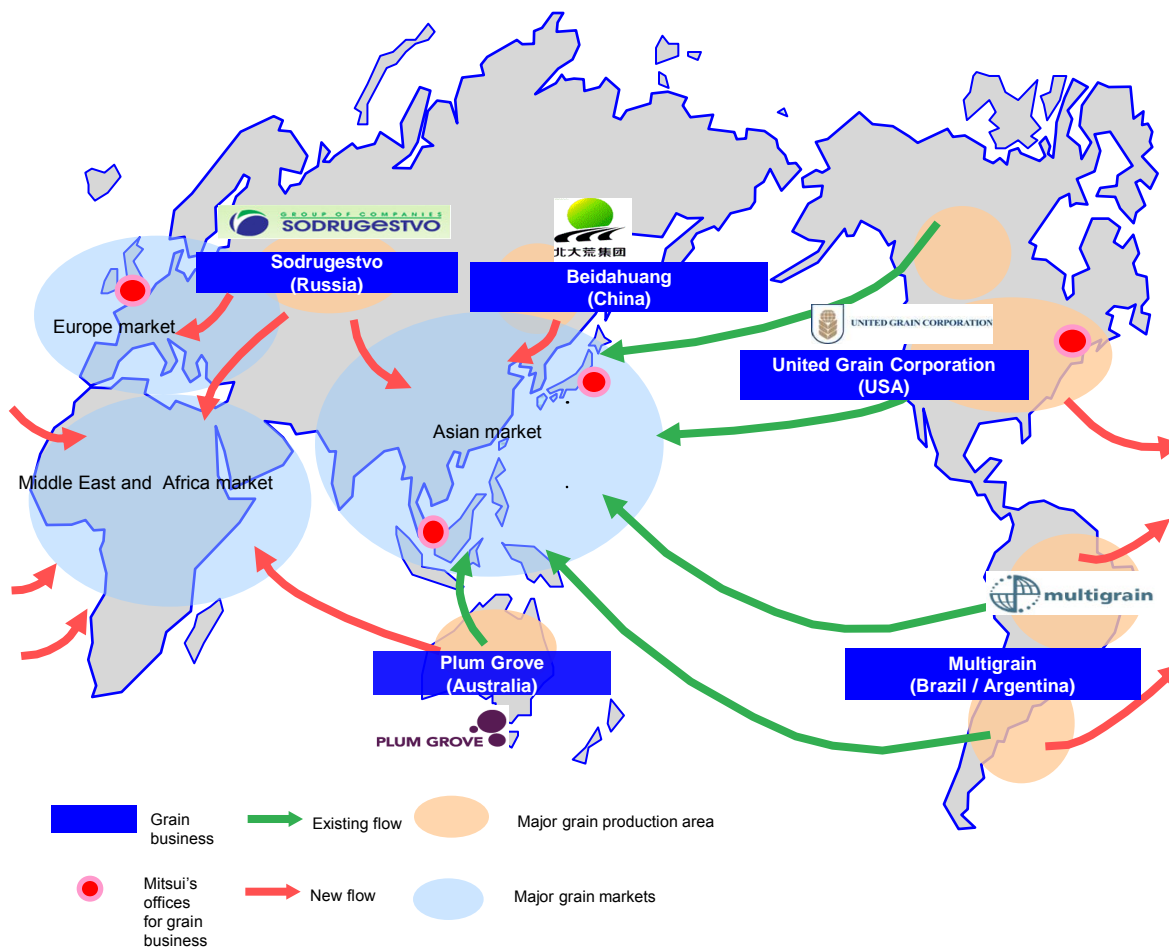 GROUP OF COMPANIES
SODRUGESTVO
Sodrugestvo
(Russia)
北大荒集团
Beidahuang
(China)
UNITED GRAIN CORPORATION
United Grain Corporation
(USA)
Europe market
Asian market
Middle East and Africa market
multigrain
Multigrain
(Brazil / Argentina)
Plum Grove
(Australia)
PLUM GROVE
Grain
business
Existing flow
Major grain production area
Mitsui's
offices
for grain
business
New flow
Major grain markets